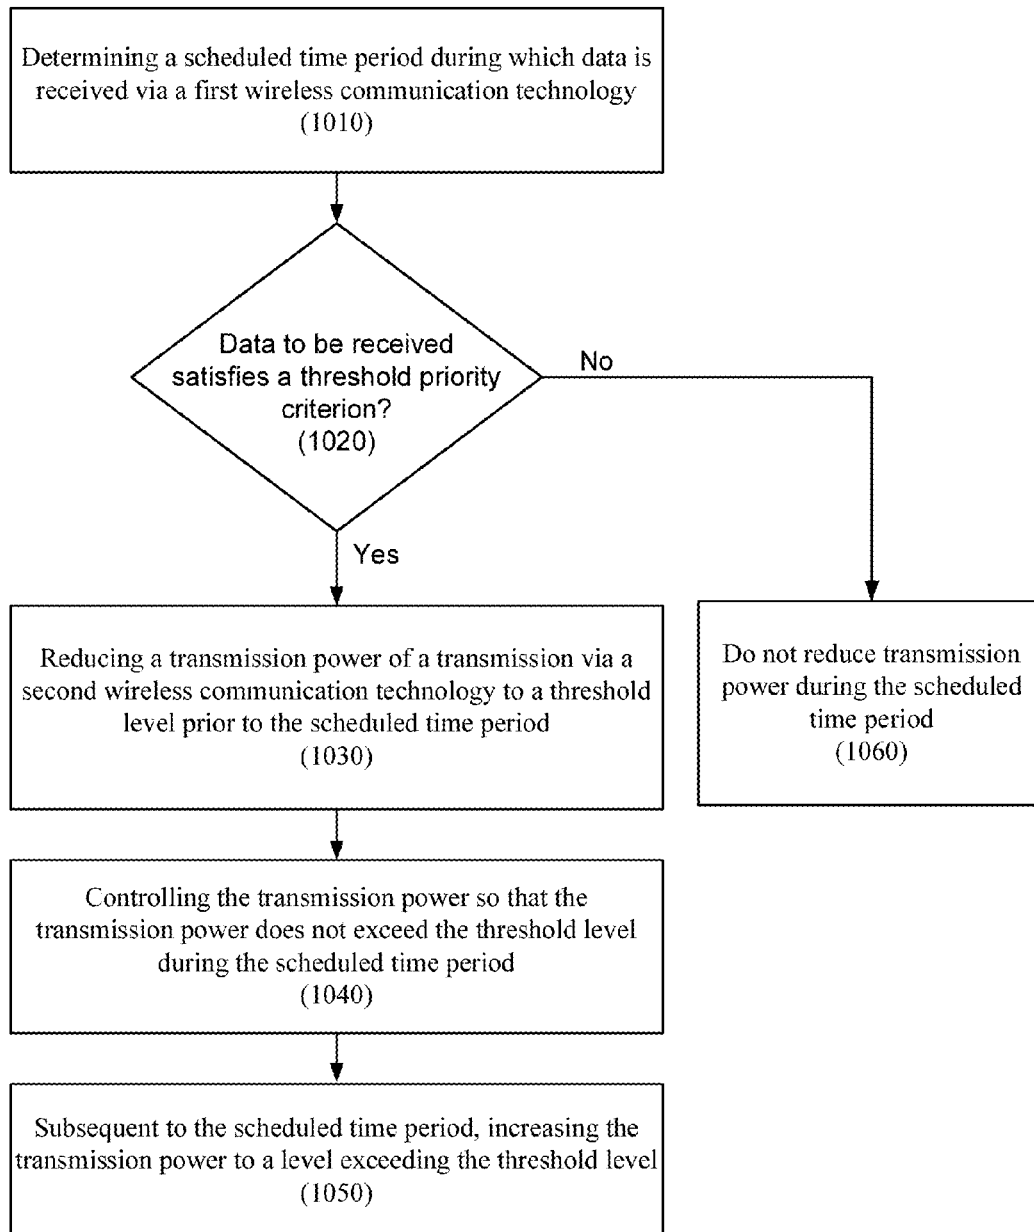 Determining a scheduled time period during which data is
received via a first wireless communication technology
(1010)
Data to be received
satisfies a threshold priority
criterion?
(1020)
No
Yes
Reducing a transmission power of a transmission via a
second wireless communication technology to a threshold
level prior to the scheduled time period
(1030)
Do not reduce transmission
power during the scheduled
time period
(1060)
Controlling the transmission power so that the
transmission power does not exceed the threshold level
during the scheduled time period
(1040)
Subsequent to the scheduled time period, increasing the
transmission power to a level exceeding the threshold level
(1050)